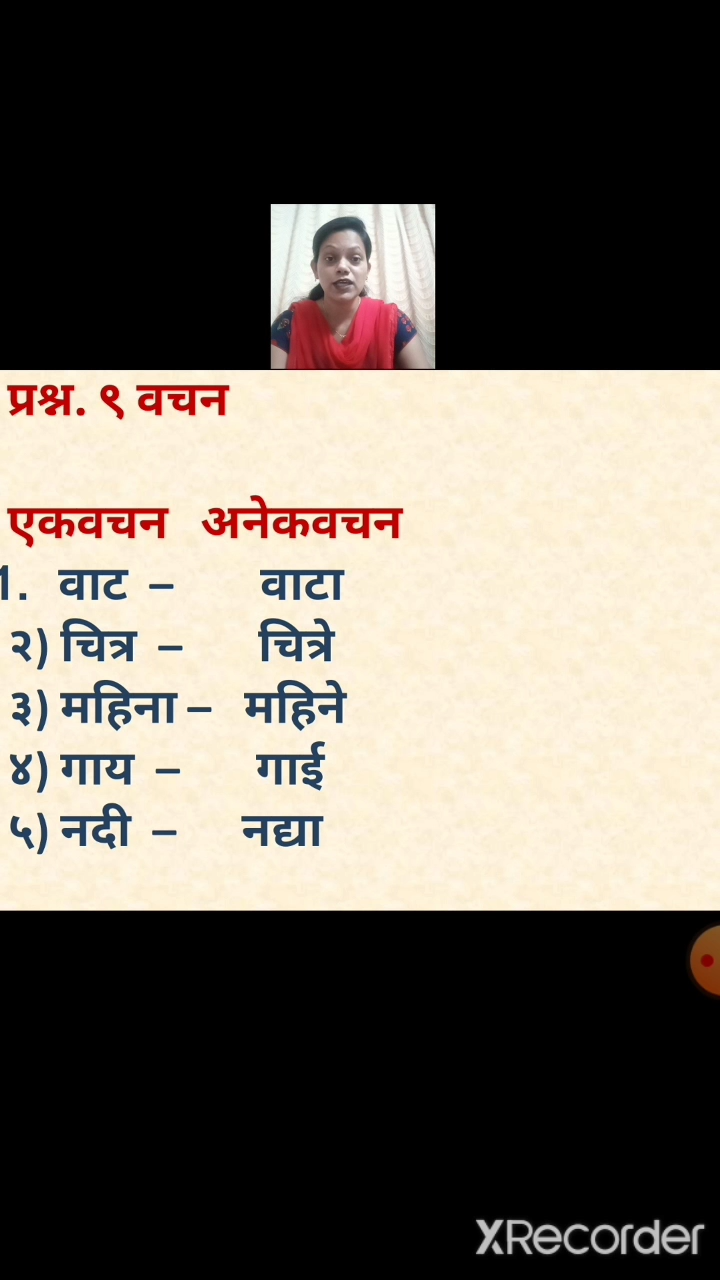 प्रश्न. ९ वचन
एकवचन अनेकवचन
1. वाट – वाटा
२) चित्र – चित्रे
३) महिना – महिने
४) गाय – गाई
५) नदी – नद्या
XRecorder